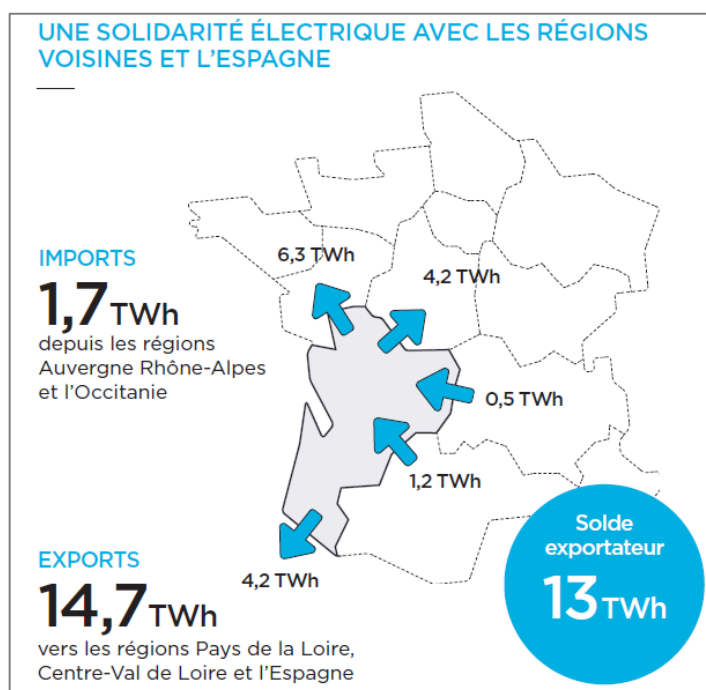 UNE SOLIDARITÉ ÉLECTRIQUE AVEC LES RÉGIONS
VOISINES ET L’ESPAGNE
IMPORTS
1,7 TWh
depuis les régions
Auvergne Rhône-Alpes
et l’Occitanie
6,3 TWh
4,2 TWh
0,5 TWh
1,2 TWh
4,2 TWh
EXPORTS
14,7 TWh
vers les régions Pays de la Loire,
Centre-Val de Loire et l’Espagne
Solde
exportateur
13 TWh